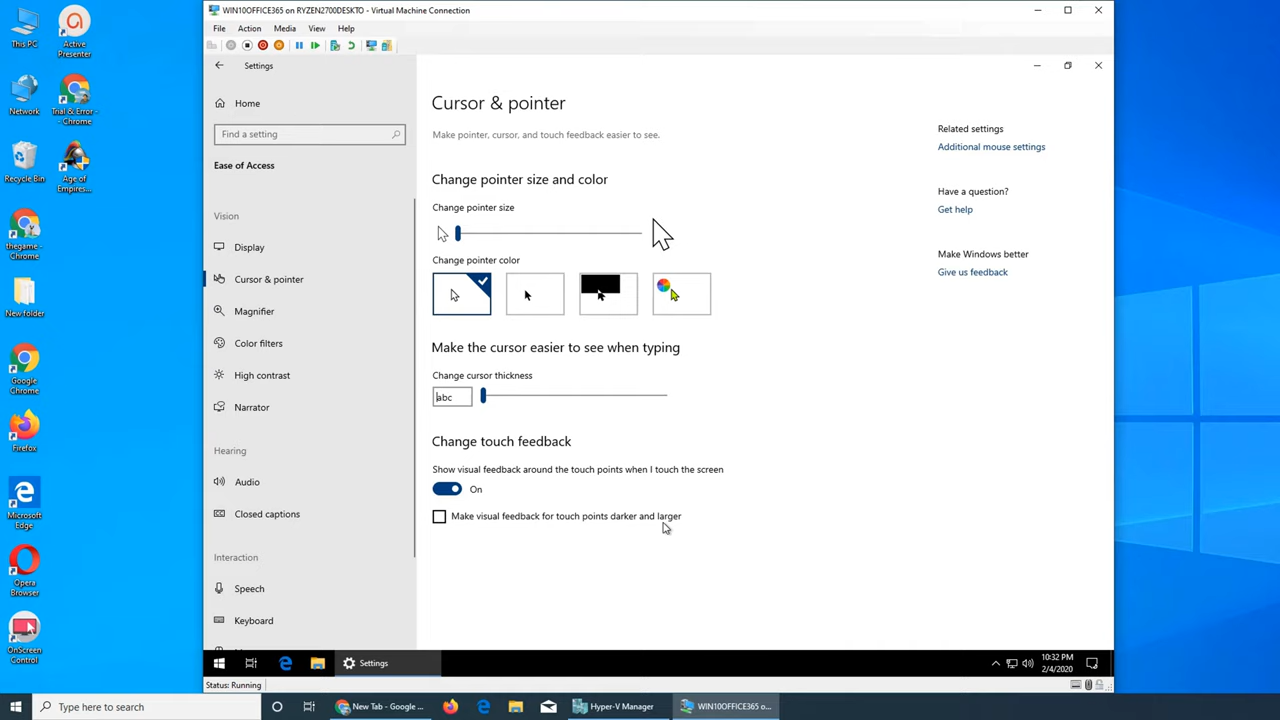 This PC
Active
Presenter
Network
Trial & Error -
- Chrome
Recycle Bin
Age of
Empires...
thegame -
Chrome
New folder
Google
Chrome
Firefox
Microsoft
Edge
Opera
Browser
OnScreen
Control
WIN10OFFICE365 on RYZEN2700DESKTO - Virtual Machine Connection
File Action Media View Help
Settings
Home
Find a setting
Ease of Access
Vision
Display
Cursor & pointer
Magnifier
Color filters
High contrast
Narrator
Hearing
Audio
Closed captions
Interaction
Speech
Keyboard
Cursor & pointer
Make pointer, cursor, and touch feedback easier to see.
Change pointer size and color
Change pointer size
Change pointer color
Make the cursor easier to see when typing
Change cursor thickness
abc
Change touch feedback
Show visual feedback around the touch points when I touch the screen
On
Make visual feedback for touch points darker and larger
Related settings
Additional mouse settings
Have a question?
Get help
Make Windows better
Give us feedback
Settings
10:32 PM
2/4/2020
Status: Running
Type here to search
New Tab - Google ...
Hyper-V Manager
WIN10OFFICE365 o...